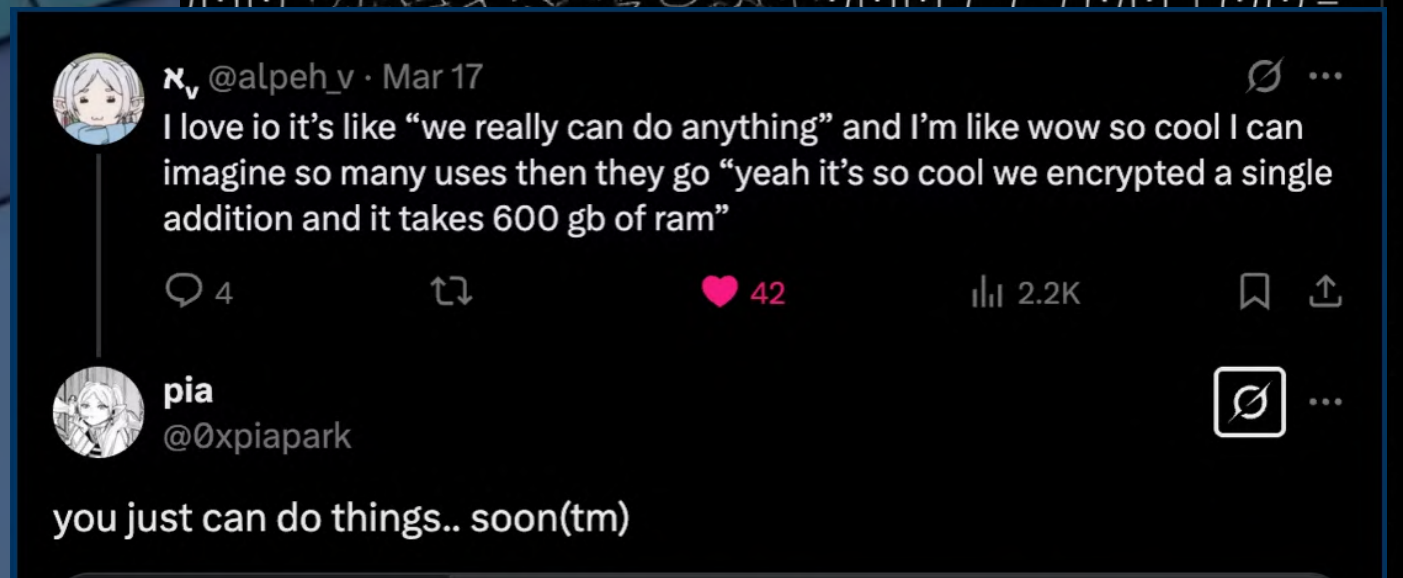 ℵᵥ @alpeh_v · Mar 17
I love io it’s like “we really can do anything” and I’m like wow so cool I can
imagine so many uses then they go “yeah it’s so cool we encrypted a single
addition and it takes 600 gb of ram”
4 42 2.2K
pia
@0xpiapark
you just can do things.. soon(tm)